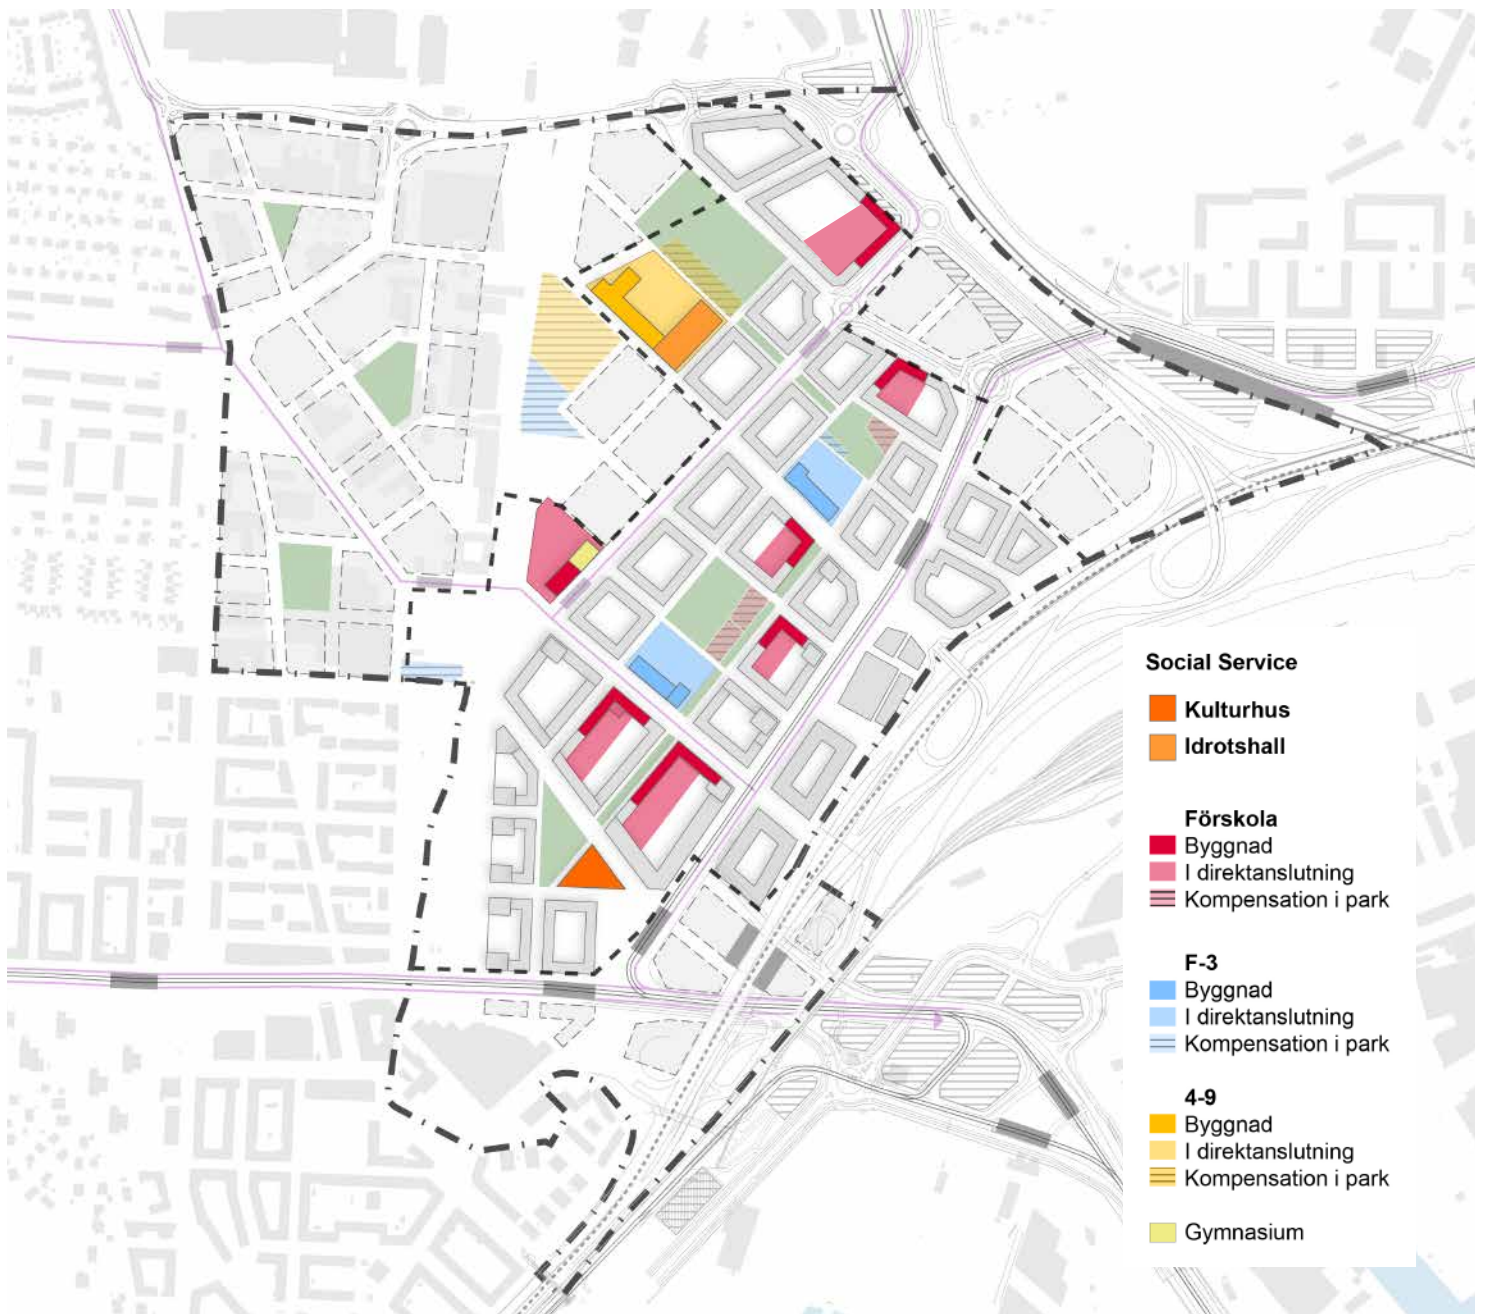 Social Service
Kulturhus
Idrotshall
Förskola
Byggnad
I direktanslutning
Kompensation i park
F-3
Byggnad
I direktanslutning
Kompensation i park
4-9
Byggnad
I direktanslutning
Kompensation i park
Gymnasium